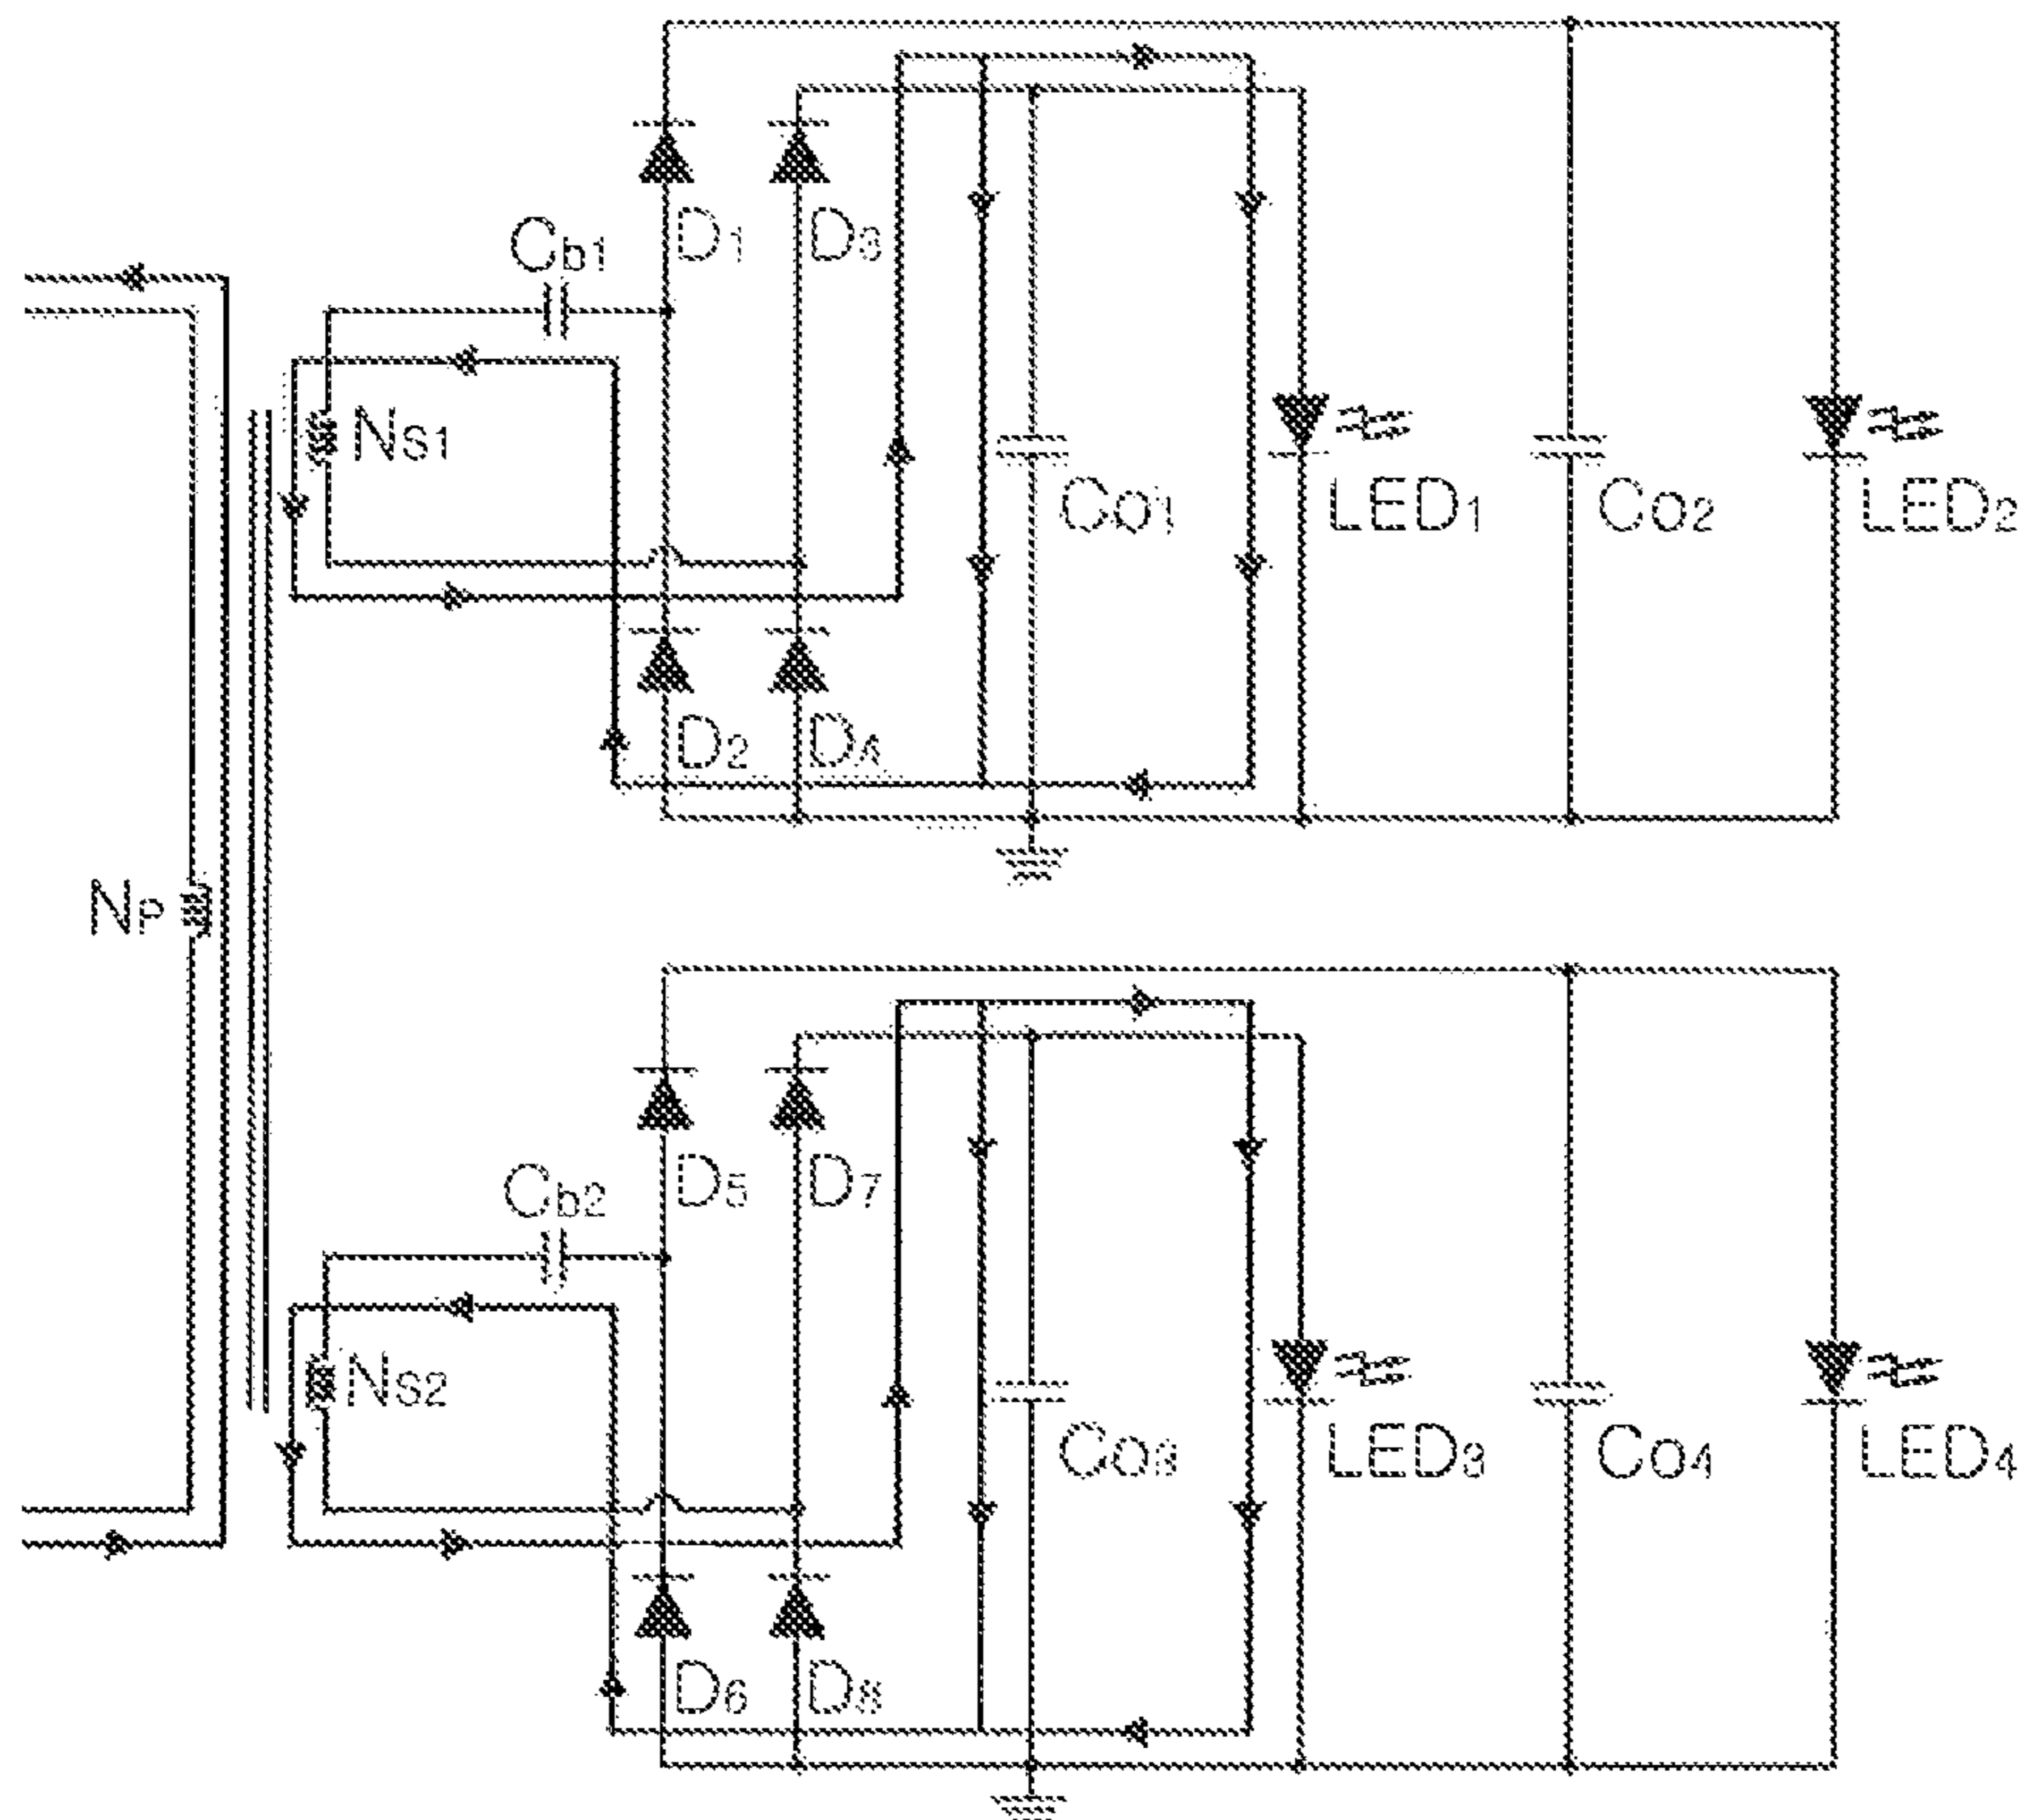 Cb1
D1
D3
NS1
CO1
LED1
CO2
LED2
D2
D4
NP
Cb2
D5
D7
NS2
CO3
LED3
CO4
LED4
D6
D8